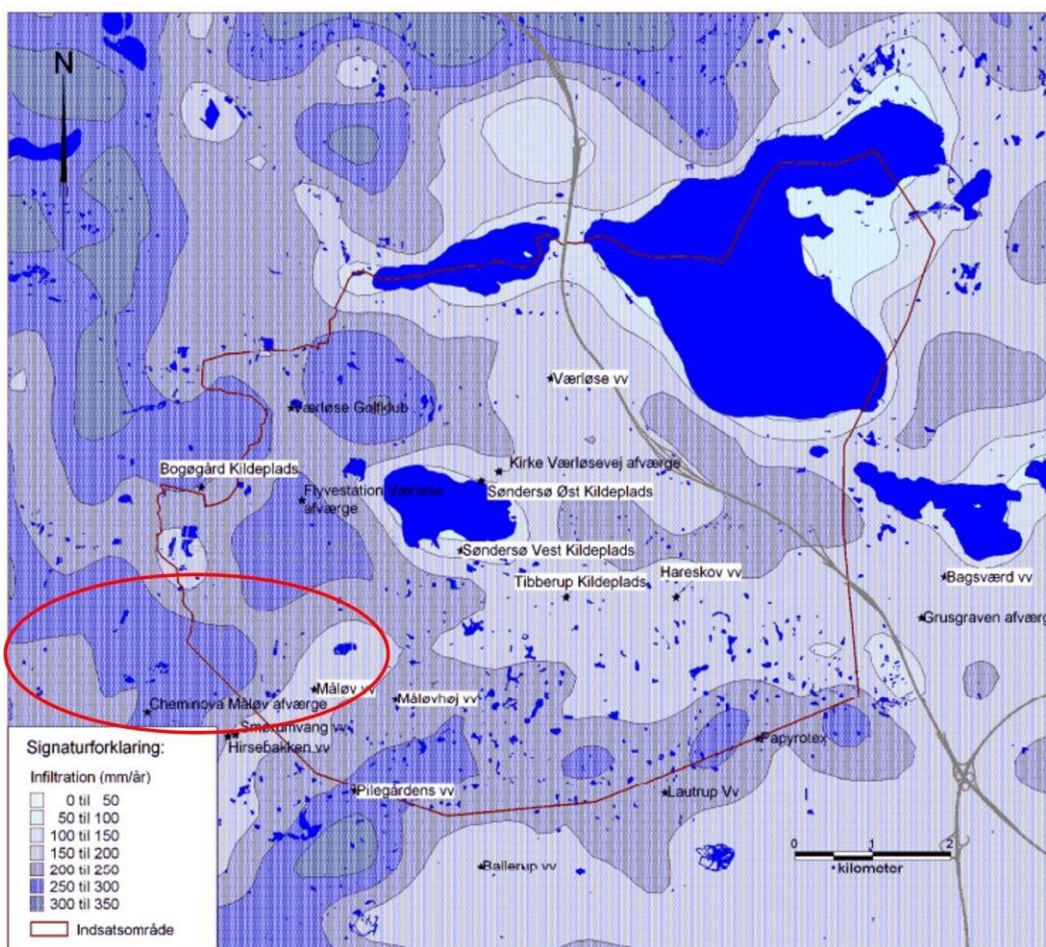 N
Værløse vv
Værløse Golfklub
Kirke Værløsevej afværge
Bogøgård Kildeplads
Søndersø Øst Kildeplads
Flyvestation Værløse
afværge
Søndersø Vest Kildeplads
Hareskov vv
Tibberup Kildeplads
Bagsværd vv
Grusgraven afværg
Måløv vv
Måløvhøj vv
Cheminova Måløv afværge
Smørumvang vv
Hirsebakken vv
Papyrotex
Pilegårdens vv
Lautrup Vv
Ballerup vv
0 1 2
kilometer
Signaturforklaring:
Infiltration (mm/år)
0 til 50
50 til 100
100 til 150
150 til 200
200 til 250
250 til 300
300 til 350
Indsatsområde